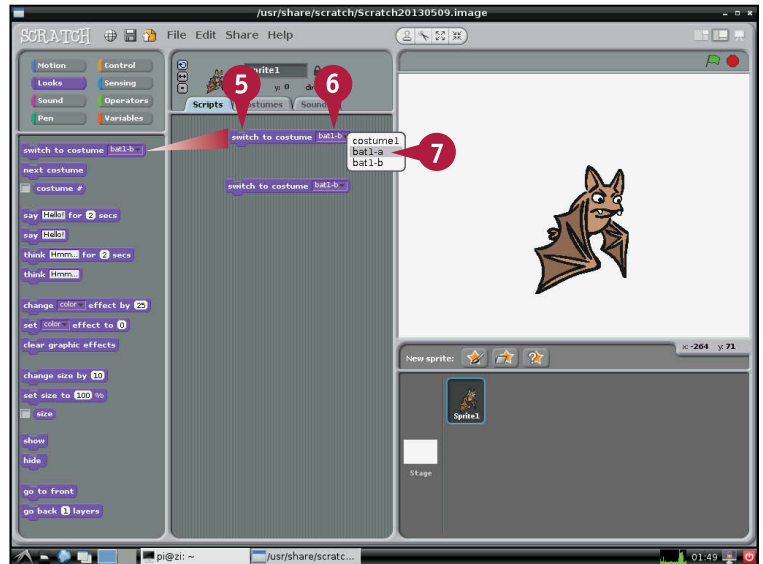 /usr/share/scratch/Scratch20130509.image
SCRATCH File Edit Share Help
Motion Control
Looks Sensing
Sound Operators
Pen Variables
switch to costume bat1-b
next costume
costume #
say Hello! for 2 secs
say Hello!
think Hmm... for 2 secs
think Hmm...
change color effect by 25
set color effect to 0
clear graphic effects
change size by 10
set size to 100 %
size
show
hide
go to front
go back 1 layers
y: 0
Scripts
5
6
switch to costume bat1-b
costume1
bat1-a
bat1-b
7
switch to costume bat1-b
x: -264 y: 71
New sprite:
Sprite1
Stage
pi@zi: ~
/usr/share/scratc...
01:49